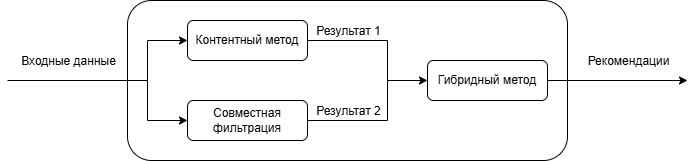 Входные данные
Контентный метод
Результат 1
Совместная
фильтрация
Результат 2
Гибридный метод
Рекомендации